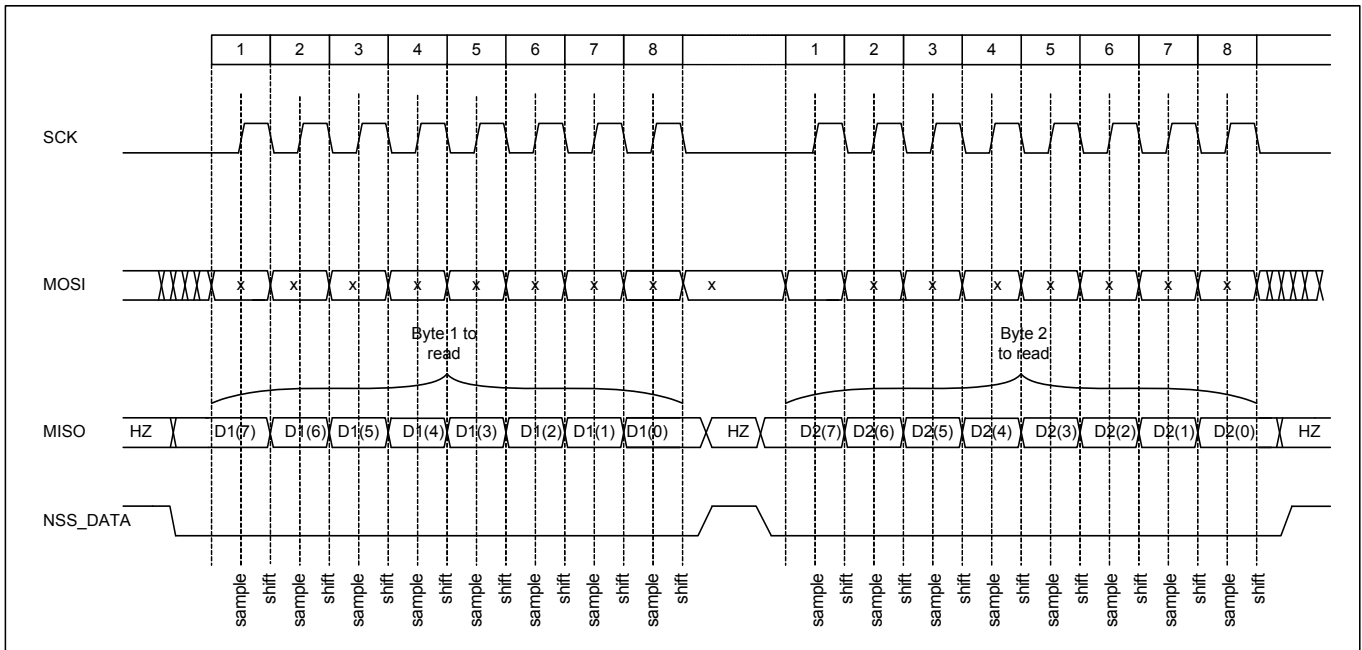 1 2 3 4 5 6 7 8 1 2 3 4 5 6 7 8
SCK
MOSI x x x x x x x x x x x x x x x x
Byte 1 to
read
Byte 2
to read
MISO HZ D1(7) D1(6) D1(5) D1(4) D1(3) D1(2) D1(1) D1(0) HZ D2(7) D2(6) D2(5) D2(4) D2(3) D2(2) D2(1) D2(0) HZ
NSS_DATA
sample shift sample shift sample shift sample shift sample shift sample shift sample shift sample shift sample shift sample shift sample shift sample shift sample shift sample shift sample shift sample shift